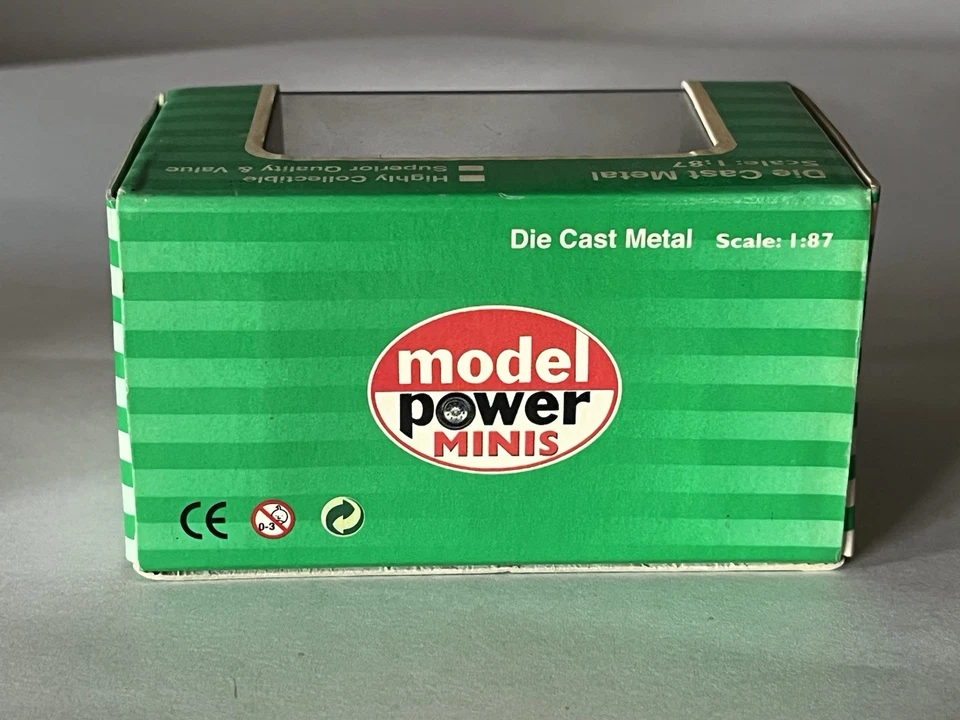 Highly Collectible
Superior Quality & Value
Die Cast Metal
Scale: 1:87
Die Cast Metal Scale: 1:87
model
power
MINIS
CE
0-3